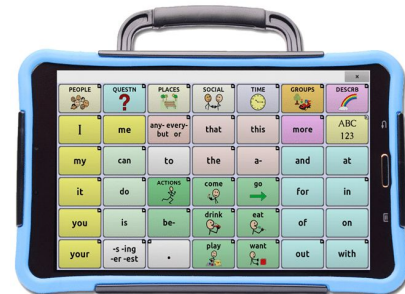 x
PEOPLE QUESTN PLACES SOCIAL TIME GROUPS DESCRB
?
I me any- every- that this more ABC
but or 123
my can to the a- and at
it do ACTIONS come go for in
you is be- drink eat of on
your -s -ing . play want out with
-er -est